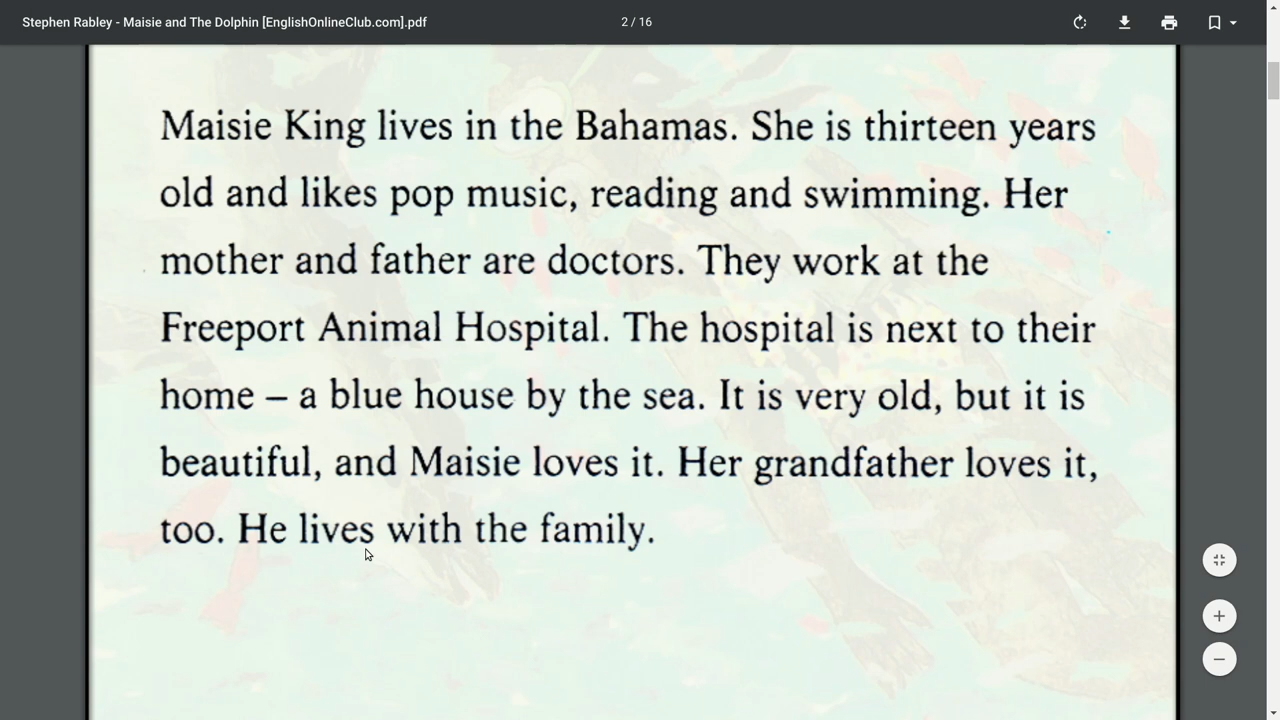 Stephen Rabley - Maisie and The Dolphin [EnglishOnlineClub.com].pdf
2 / 16
Maisie King lives in the Bahamas. She is thirteen years
old and likes pop music, reading and swimming. Her
mother and father are doctors. They work at the
Freeport Animal Hospital. The hospital is next to their
home – a blue house by the sea. It is very old, but it is
beautiful, and Maisie loves it. Her grandfather loves it,
too. He lives with the family.